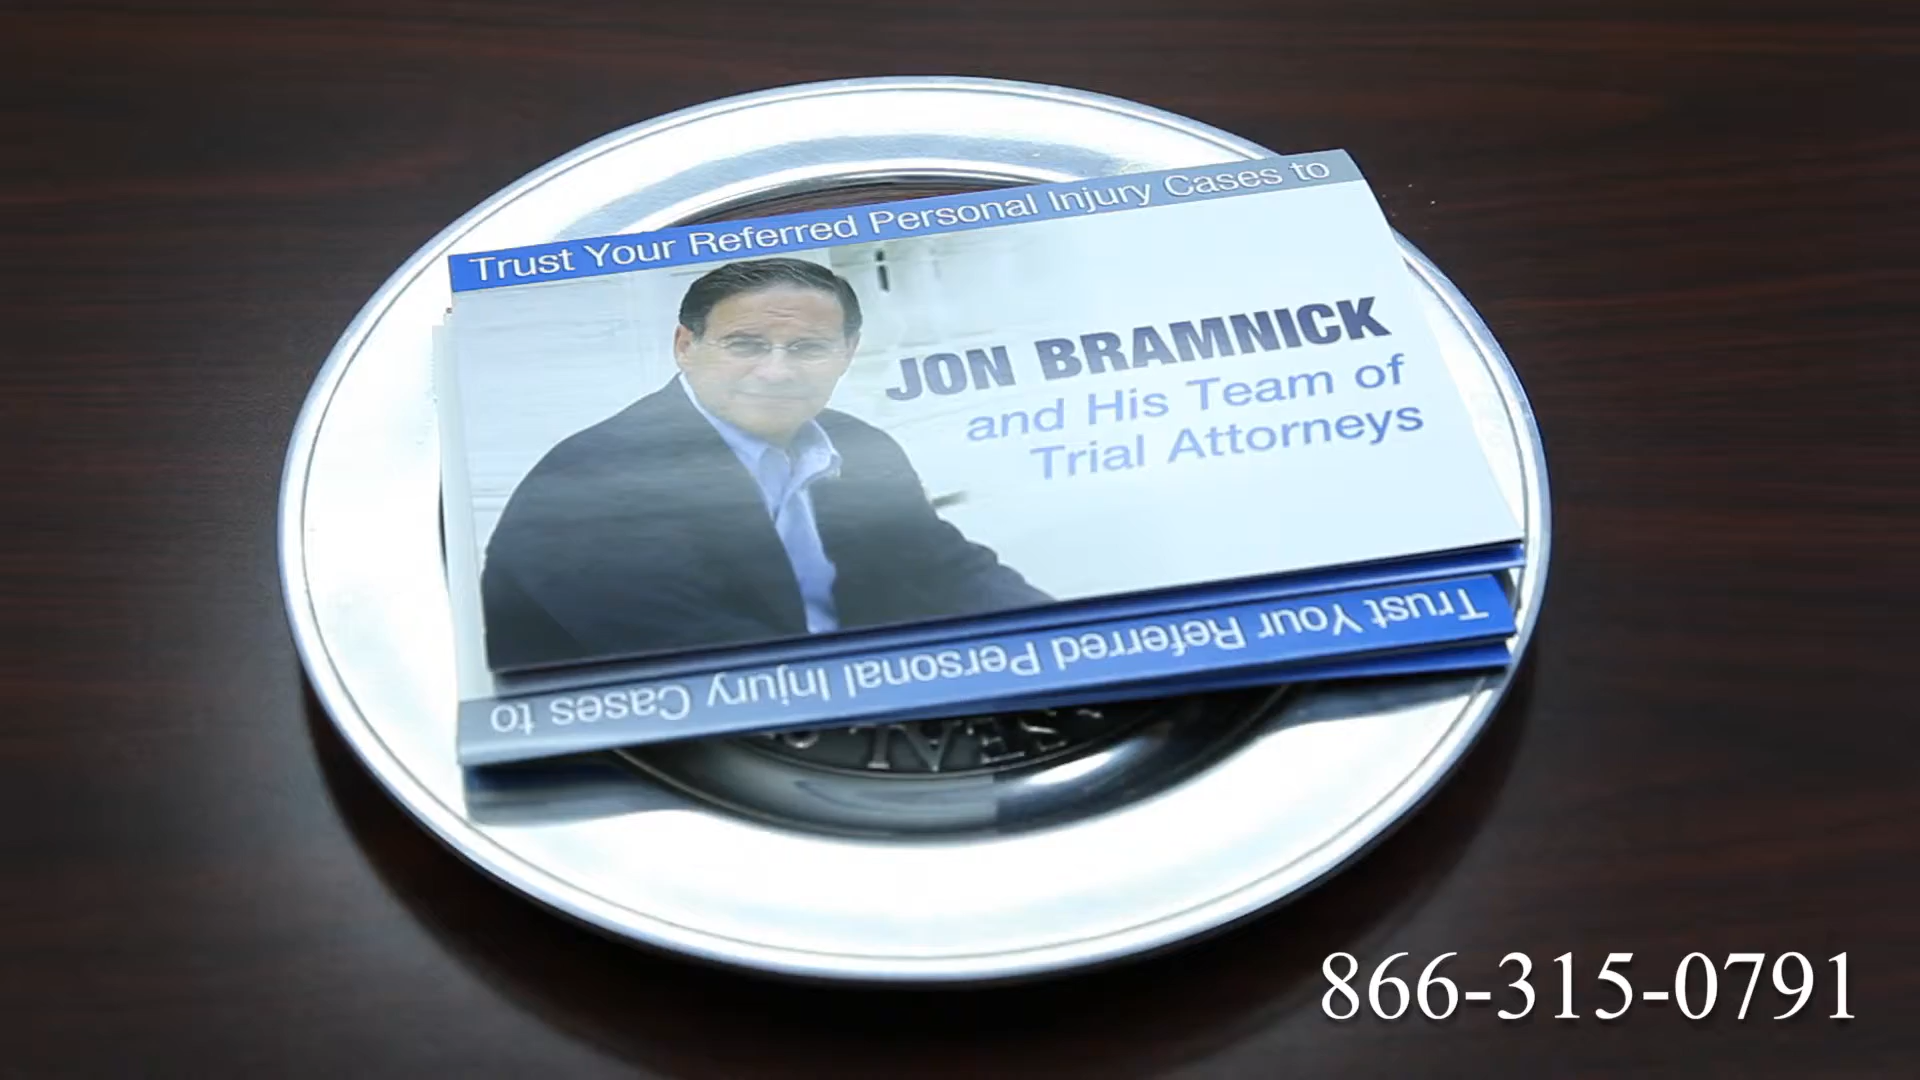 Trust Your Referred Personal Injury Cases to
JON BRAMNICK
and His Team of
Trial Attorneys
Trust Your Referred Personal Injury Cases to
866-315-0791